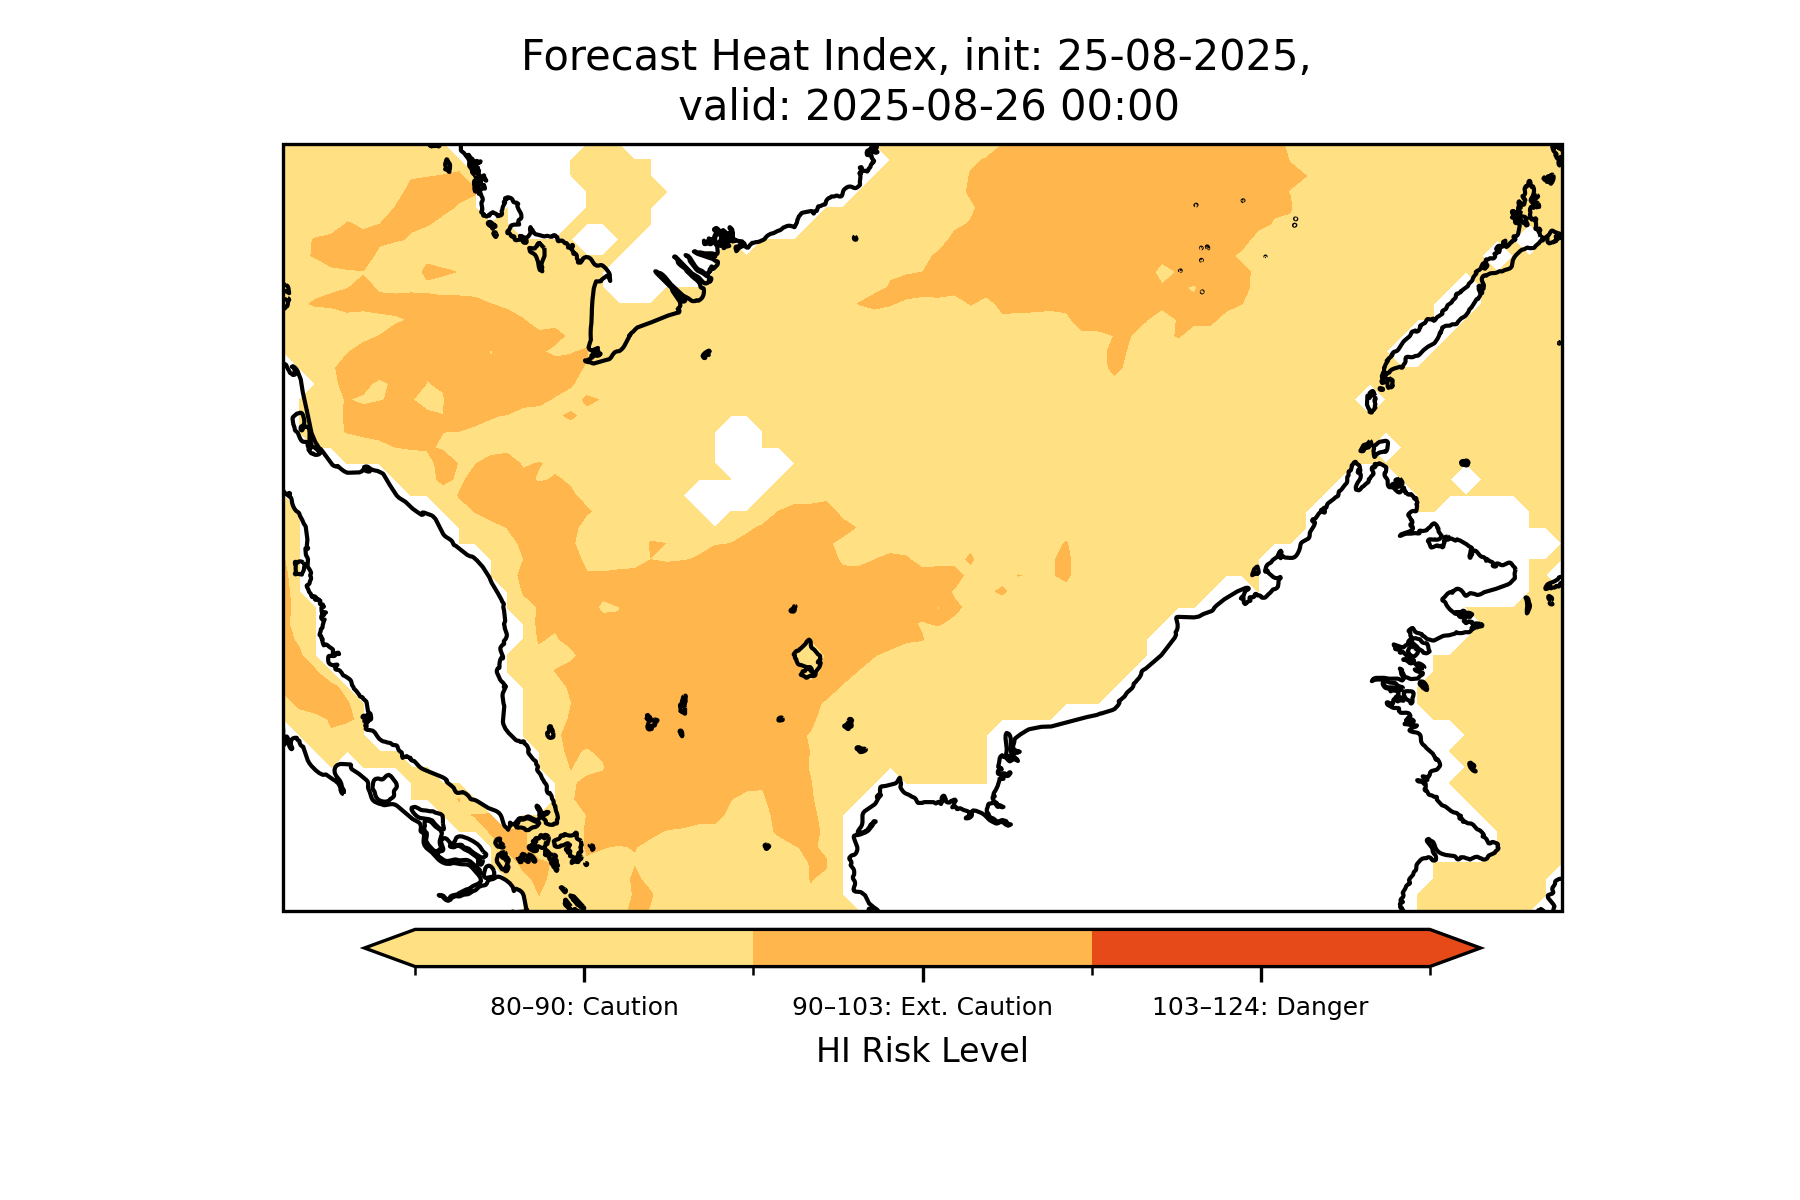 Forecast Heat Index, init: 25-08-2025,
valid: 2025-08-26 00:00
80–90: Caution
90–103: Ext. Caution
103–124: Danger
HI Risk Level